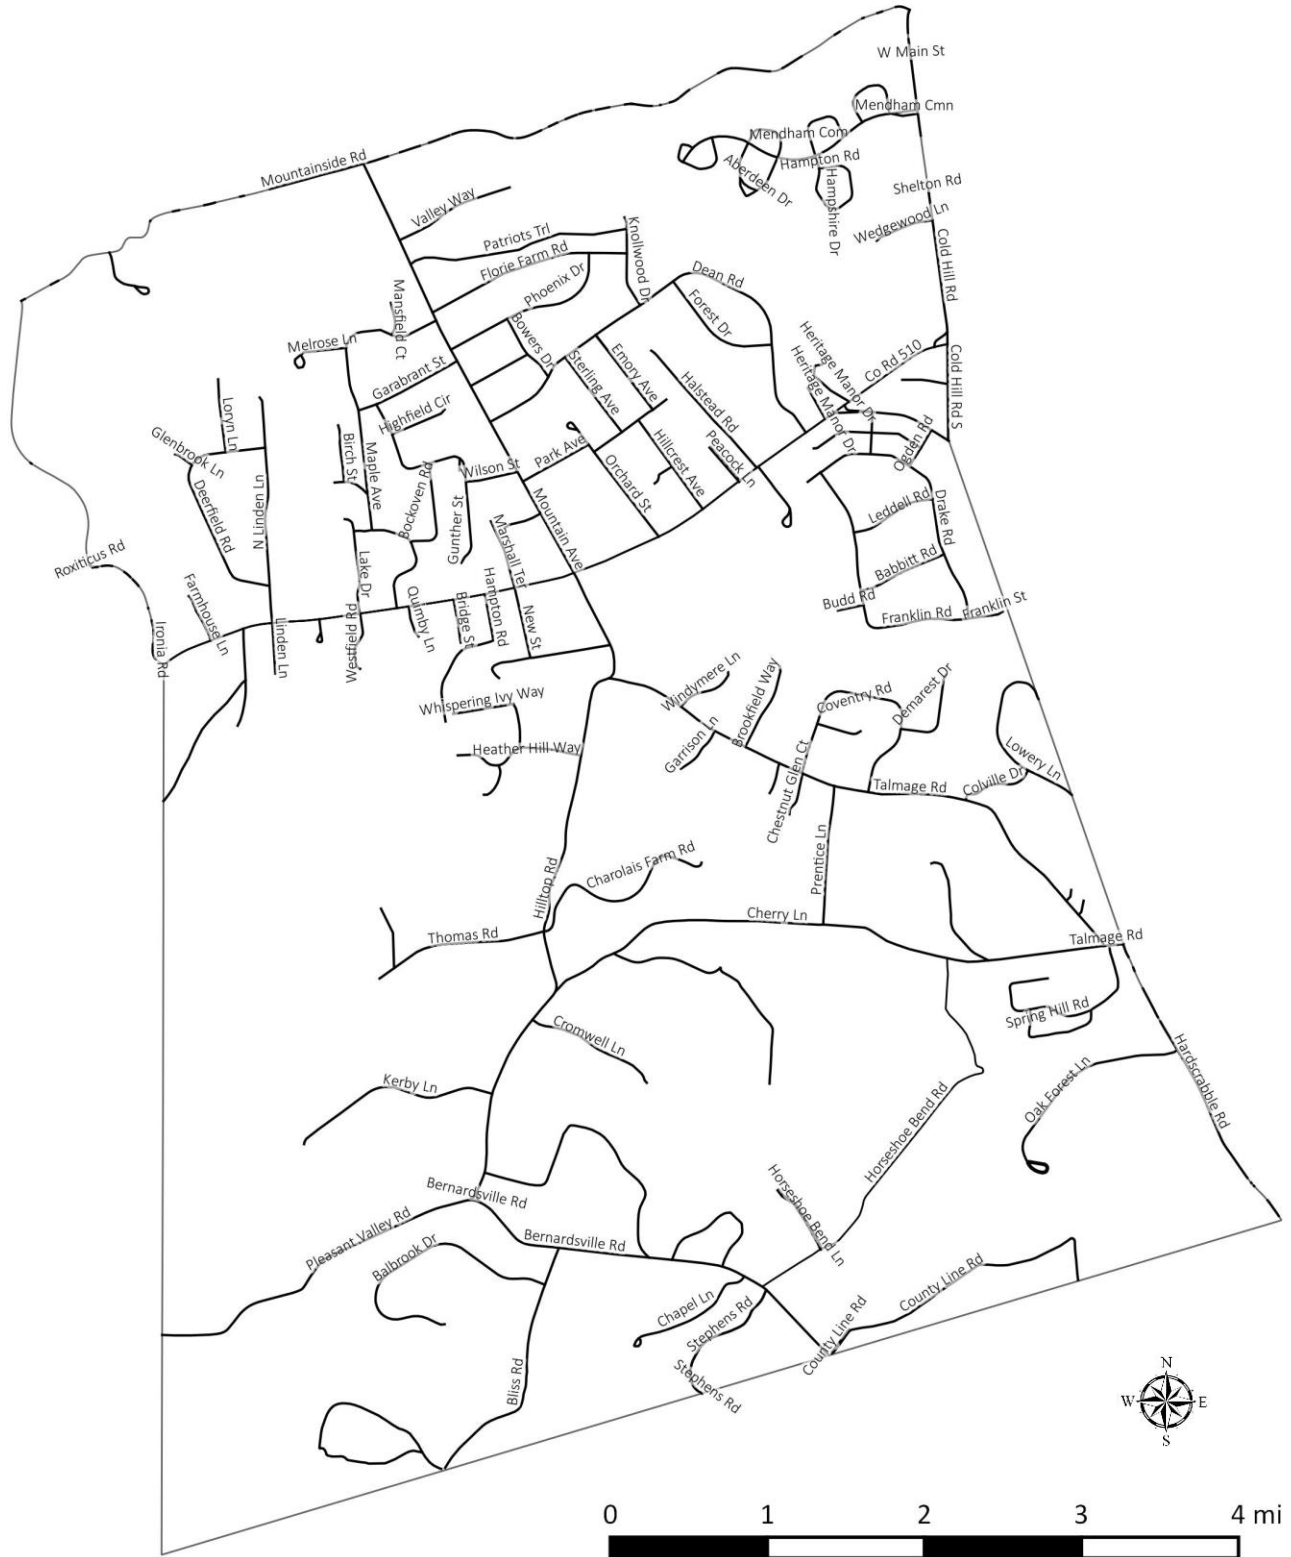 W Main St
Mendham Cmn
Mendham Com
Hampton Rd
Aberdeen Dr
Hampshire Dr
Shelton Rd
Wedgewood Ln
Mountainside Rd
Valley Way
Patriots Trl
Florie Farm Rd
Phoenix Dr
Knollwood Dr
Cold Hill Rd
Dean Rd
Forest Dr
Mansfield Ct
Melrose Ln
Garabrant St
Bowers Dr
Sterling Ave
Emory Ave
Halstead Rd
Heritage Manor Dr
Heritage Manor Dr
Heritage Manor Dr
Co Rd 510
Cold Hill Rd S
Loryn Ln
Highfield Cir
Glenbrook Ln
Birch St
Maple Ave
Park Ave
Hillcrest Ave
Peacock Ln
Ogden Rd
Wilson St
Deerfield Rd
N Linden Ln
Bockoven Rd
Gunther St
Orchard St
Mountain Ave
Leddell Rd
Drake Rd
Marshall Ter
Babbitt Rd
Roxiticus Rd
Lake Dr
Farmhouse Ln
Hampton Rd
Budd Rd
Quimby Ln
Bridge St
New St
Franklin Rd
Franklin St
Ironia Rd
Linden Ln
Westfield Rd
Windymere Ln
Brookfield Way
Coventry Rd
Demarest Dr
Whispering Ivy Way
Garrison Ln
Heather Hill Way
Lowery Ln
Chestnut Glen Ct
Talmage Rd
Colville Dr
Prentice Ln
Charolais Farm Rd
Hilltop Rd
Cherry Ln
Thomas Rd
Talmage Rd
Spring Hill Rd
Cromwell Ln
Kerby Ln
Oak Forest Ln
Hardscrabble Rd
Horseshoe Bend Rd
Bernardsville Rd
Horseshoe Bend Ln
Pleasant Valley Rd
Bernardsville Rd
Balbrook Dr
County Line Rd
Chapel Ln
Stephens Rd
County Line Rd
Stephens Rd
Bliss Rd
N
W E
S
0 1 2 3 4 mi